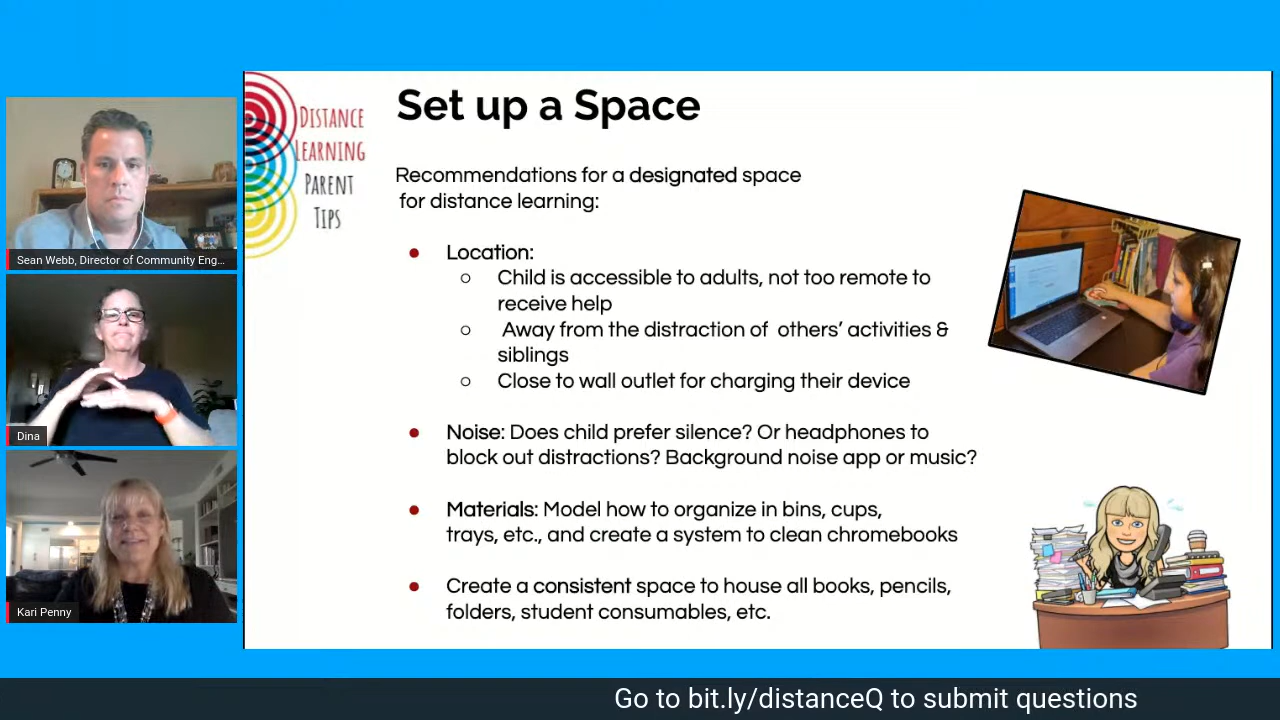 DISTANCE
LEARNING
PARENT
TIPS
Set up a Space
Recommendations for a designated space
for distance learning:
● Location:
○ Child is accessible to adults, not too remote to
receive help
○ Away from the distraction of others’ activities &
siblings
○ Close to wall outlet for charging their device
● Noise: Does child prefer silence? Or headphones to
block out distractions? Background noise app or music?
● Materials: Model how to organize in bins, cups,
trays, etc., and create a system to clean chromebooks
● Create a consistent space to house all books, pencils,
folders, student consumables, etc.
Sean Webb, Director of Community Eng...
Dina
Kari Penny
Go to bit.ly/distanceQ to submit questions